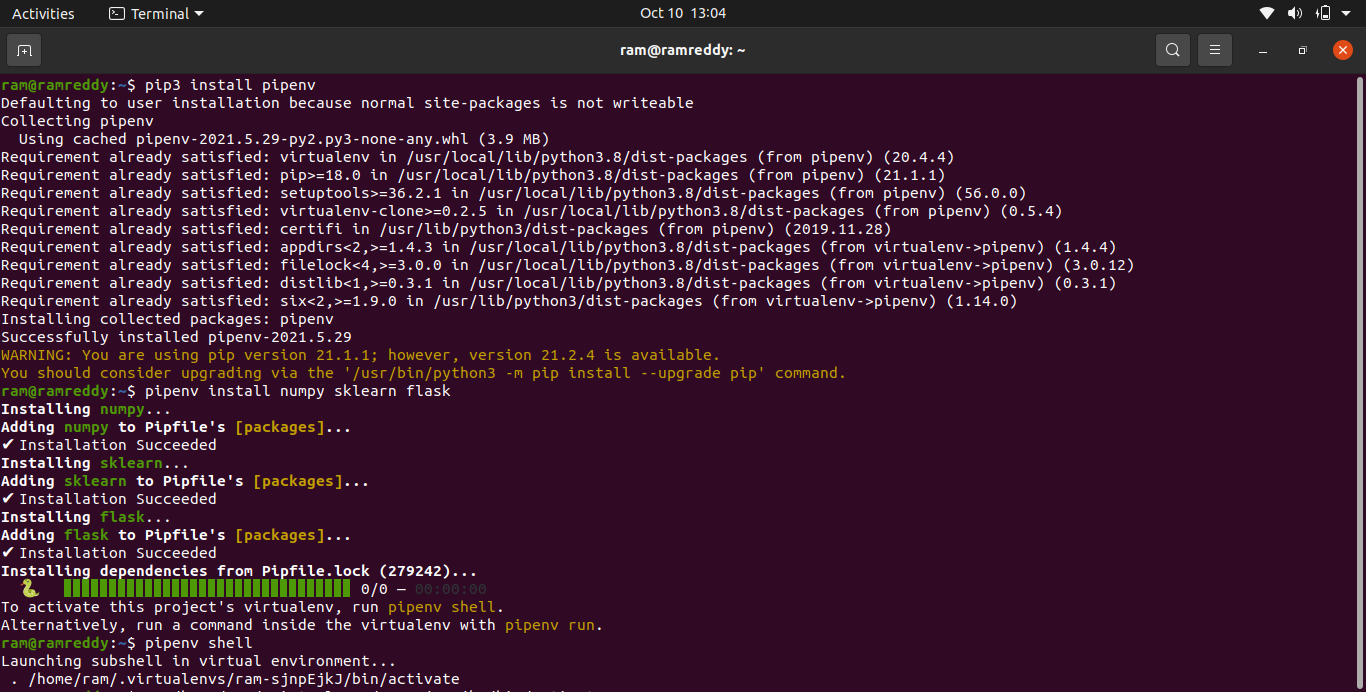 Activities Terminal Oct 10 13:04
ram@ramreddy: ~
ram@ramreddy:~$ pip3 install pipenv
Defaulting to user installation because normal site-packages is not writeable
Collecting pipenv
  Using cached pipenv-2021.5.29-py2.py3-none-any.whl (3.9 MB)
Requirement already satisfied: virtualenv in /usr/local/lib/python3.8/dist-packages (from pipenv) (20.4.4)
Requirement already satisfied: pip>=18.0 in /usr/local/lib/python3.8/dist-packages (from pipenv) (21.1.1)
Requirement already satisfied: setuptools>=36.2.1 in /usr/local/lib/python3.8/dist-packages (from pipenv) (56.0.0)
Requirement already satisfied: virtualenv-clone>=0.2.5 in /usr/local/lib/python3.8/dist-packages (from pipenv) (0.5.4)
Requirement already satisfied: certifi in /usr/lib/python3/dist-packages (from pipenv) (2019.11.28)
Requirement already satisfied: appdirs<2,>=1.4.3 in /usr/local/lib/python3.8/dist-packages (from virtualenv->pipenv) (1.4.4)
Requirement already satisfied: filelock<4,>=3.0.0 in /usr/local/lib/python3.8/dist-packages (from virtualenv->pipenv) (3.0.12)
Requirement already satisfied: distlib<1,>=0.3.1 in /usr/local/lib/python3.8/dist-packages (from virtualenv->pipenv) (0.3.1)
Requirement already satisfied: six<2,>=1.9.0 in /usr/lib/python3/dist-packages (from virtualenv->pipenv) (1.14.0)
Installing collected packages: pipenv
Successfully installed pipenv-2021.5.29
WARNING: You are using pip version 21.1.1; however, version 21.2.4 is available.
You should consider upgrading via the '/usr/bin/python3 -m pip install --upgrade pip' command.
ram@ramreddy:~$ pipenv install numpy sklearn flask
Installing numpy...
Adding numpy to Pipfile's [packages]...
✔ Installation Succeeded
Installing sklearn...
Adding sklearn to Pipfile's [packages]...
✔ Installation Succeeded
Installing flask...
Adding flask to Pipfile's [packages]...
✔ Installation Succeeded
Installing dependencies from Pipfile.lock (279242)...
0/0 — 00:00:00
To activate this project's virtualenv, run pipenv shell.
Alternatively, run a command inside the virtualenv with pipenv run.
ram@ramreddy:~$ pipenv shell
Launching subshell in virtual environment...
 . /home/ram/.virtualenvs/ram-sjnpEjkJ/bin/activate